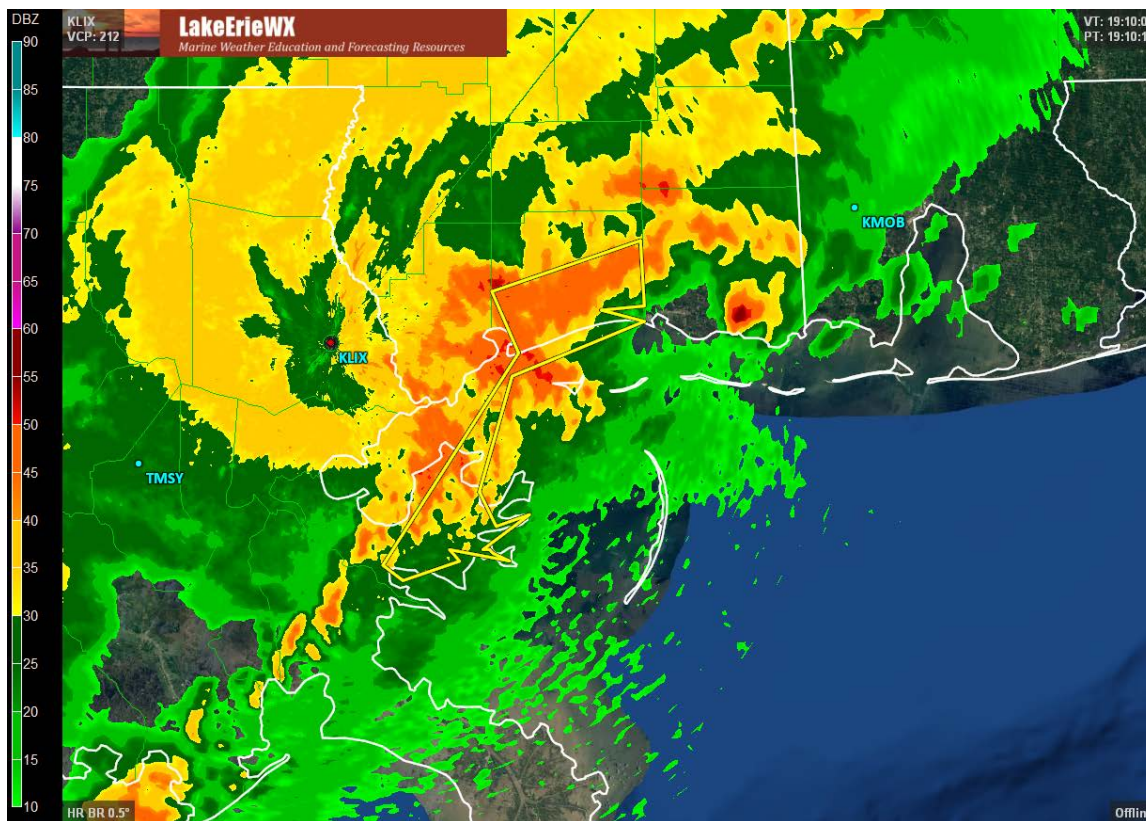 DBZ
KLIX
VCP: 212
LakeErieWX
Marine Weather Education and Forecasting Resources
VT: 19:10:0
PT: 19:10:1
90
85
80
75
70
65
60
55
50
45
40
35
30
25
20
15
10
KMOB
KLIX
TMSY
HR BR 0.5°
Offlin